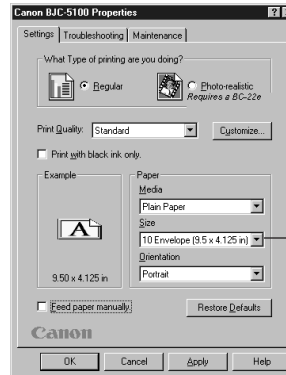 Canon BJC-5100 Properties
Settings Troubleshooting Maintenance
What Type of printing are you doing?
Regular
Photo-realistic
Requires a BC-22e
Print Quality: Standard Customize...
Print with black ink only.
Example
A
9.50 x 4.125 in
Paper
Media
Plain Paper
Size
10 Envelope (9.5 x 4.125 in)
Orientation
Portrait
Feed paper manually.
Restore Defaults
Canon
OK Cancel Apply Help